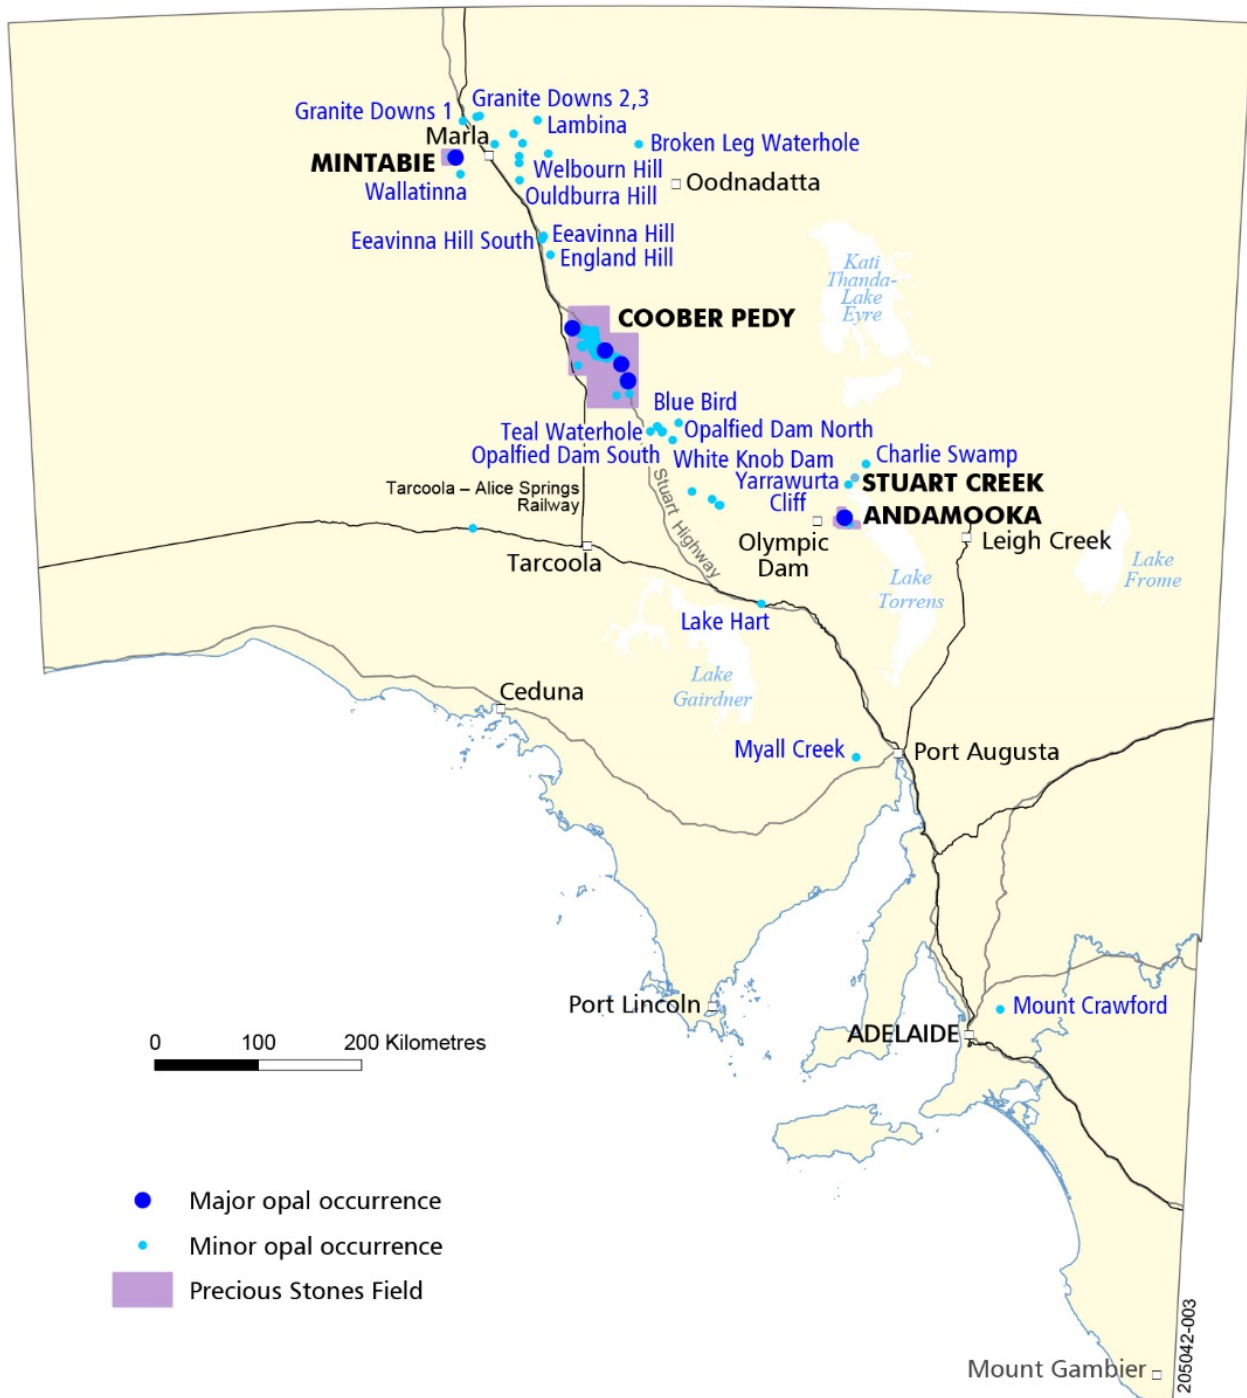 Granite Downs 1
Granite Downs 2,3
Lambina
Marla
Broken Leg Waterhole
MINTABIE
Welbourn Hill
Oodnadatta
Wallatinna
Ouldburra Hill
Eeavinna Hill South
Eeavinna Hill
England Hill
Kati
Thanda-
Lake
Eyre
COOBER PEDY
Blue Bird
Teal Waterhole
Opalfied Dam North
Opalfied Dam South
White Knob Dam
Charlie Swamp
Yarrawurta
Cliff
STUART CREEK
ANDAMOOKA
Tarcoola – Alice Springs
Railway
Stuart Highway
Olympic
Dam
Leigh Creek
Tarcoola
Lake
Torrens
Lake
Frome
Lake Hart
Lake
Gairdner
Ceduna
Myall Creek
Port Augusta
Port Lincoln
Mount Crawford
ADELAIDE
0 100 200 Kilometres
Major opal occurrence
Minor opal occurrence
Precious Stones Field
Mount Gambier
205042-003